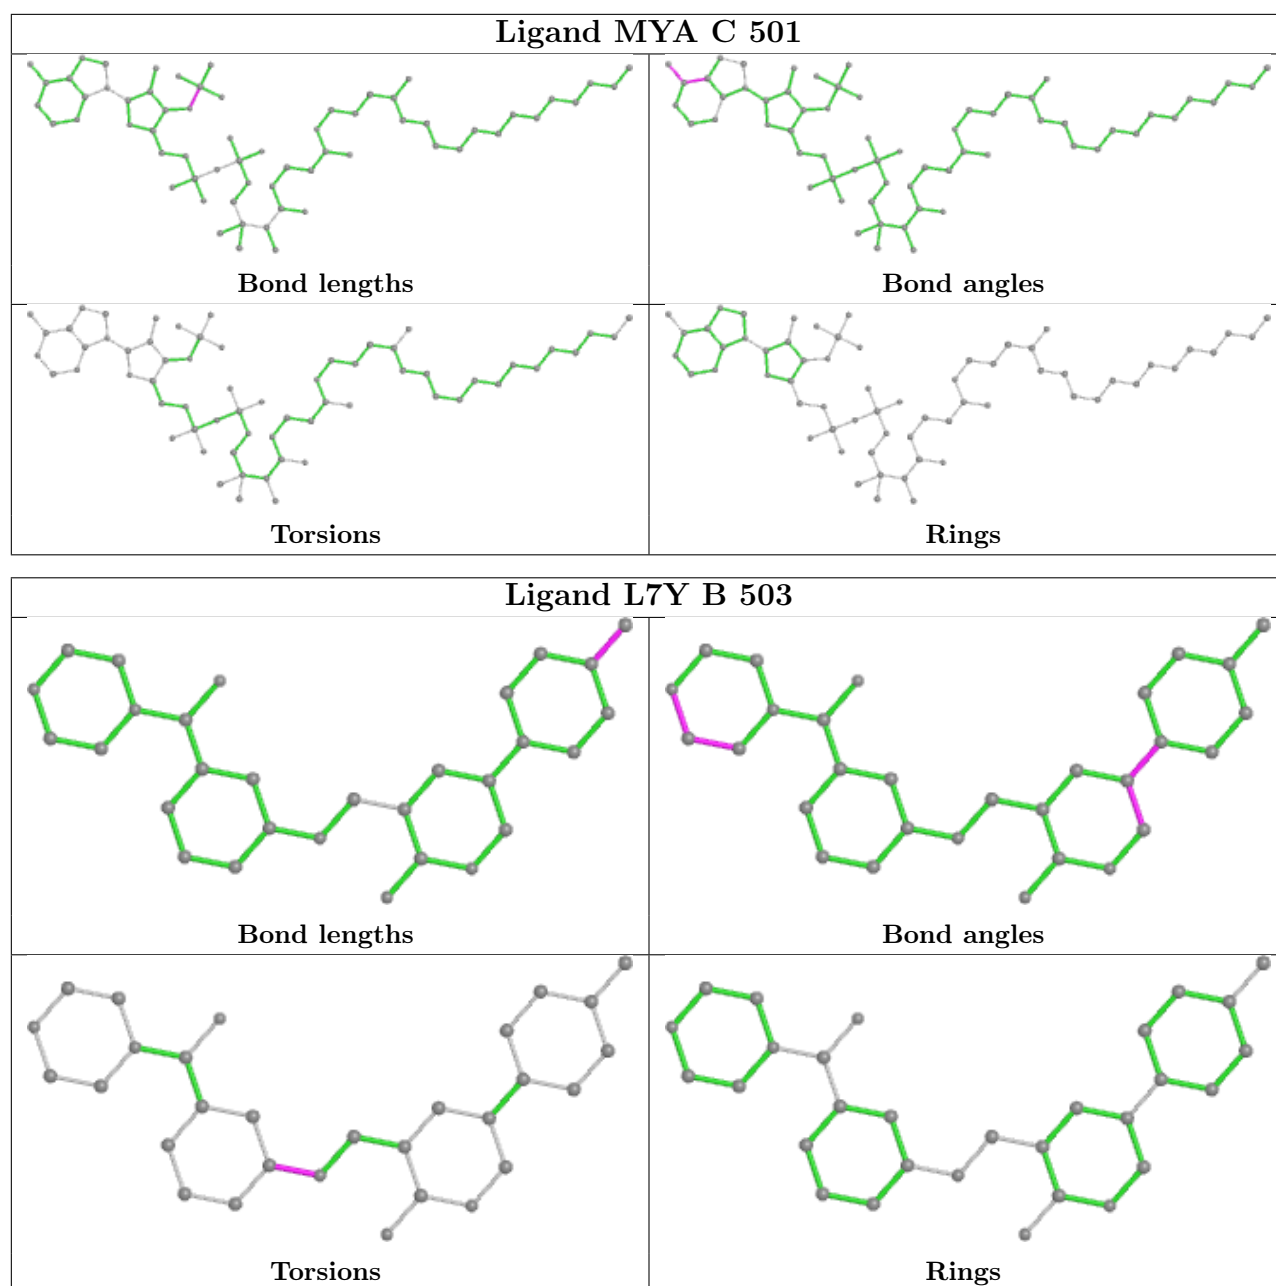 Ligand MYA C 501
Bond lengths
Bond angles
Torsions
Rings
Ligand L7Y B 503
Bond lengths
Bond angles
Torsions
Rings